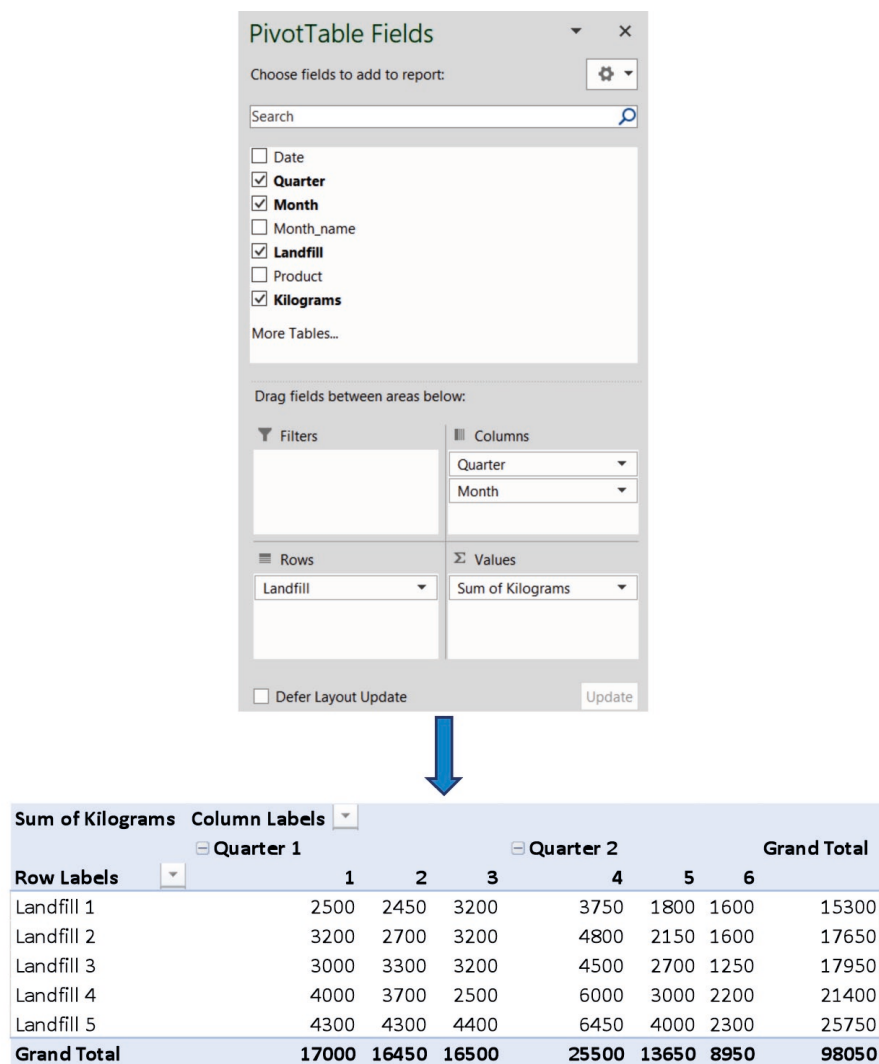 PivotTable Fields
Choose fields to add to report:
Search
Date
Quarter
Month
Month_name
Landfill
Product
Kilograms
More Tables...
Drag fields between areas below:
Filters
Columns
Quarter
Month
Rows
Σ Values
Landfill
Sum of Kilograms
Defer Layout Update
Update
Sum of Kilograms Column Labels
Quarter 1 Quarter 2 Grand Total
Row Labels 1 2 3 4 5 6
Landfill 1 2500 2450 3200 3750 1800 1600 15300
Landfill 2 3200 2700 3200 4800 2150 1600 17650
Landfill 3 3000 3300 3200 4500 2700 1250 17950
Landfill 4 4000 3700 2500 6000 3000 2200 21400
Landfill 5 4300 4300 4400 6450 4000 2300 25750
Grand Total 17000 16450 16500 25500 13650 8950 98050